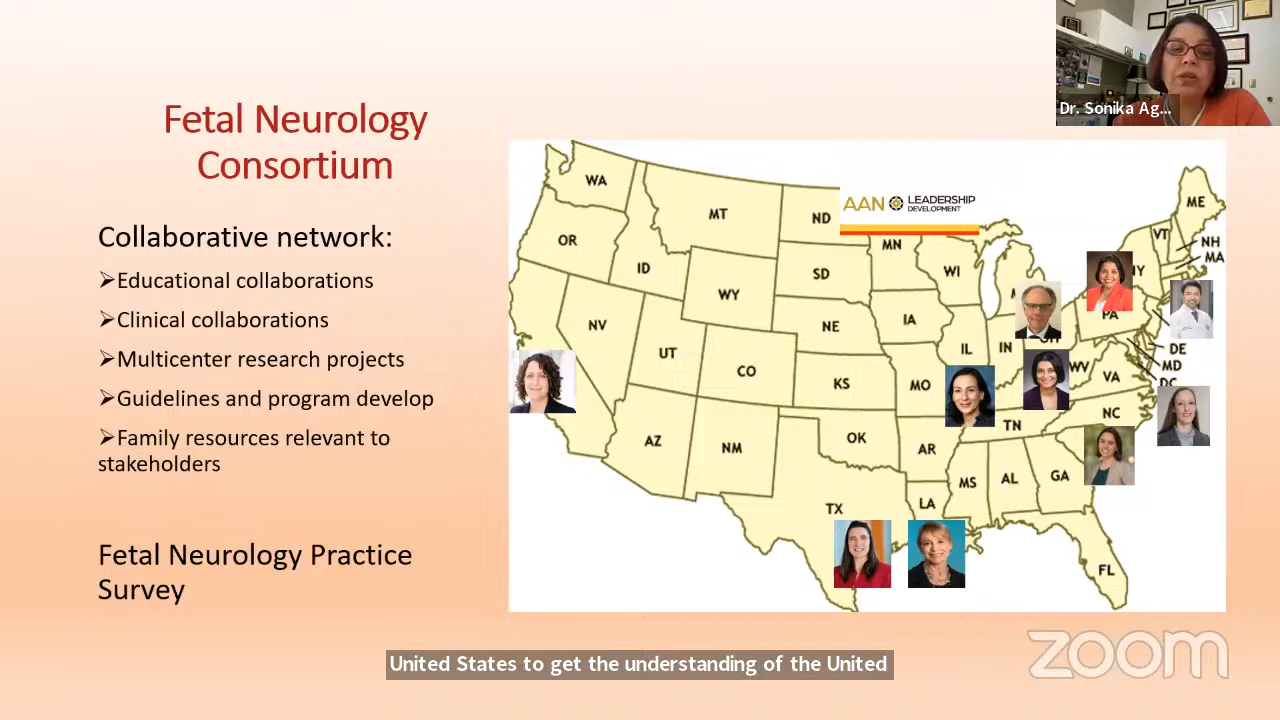 Dr. Sonika Ag...
Fetal Neurology
Consortium
Collaborative network:
➢Educational collaborations
➢Clinical collaborations
➢Multicenter research projects
➢Guidelines and program develop
➢Family resources relevant to
stakeholders
Fetal Neurology Practice
Survey
AAN LEADERSHIP
DEVELOPMENT
WA
MT
ND
MN
ME
VT
NH
MA
OR
ID
SD
WI
NY
WY
NV
NE
IA
PA
UT
CO
IL
IN
OH
DE
MD
DC
KS
MO
WV
VA
AZ
NM
OK
AR
TN
NC
MS
AL
GA
TX
LA
FL
United States to get the understanding of the United
zoom